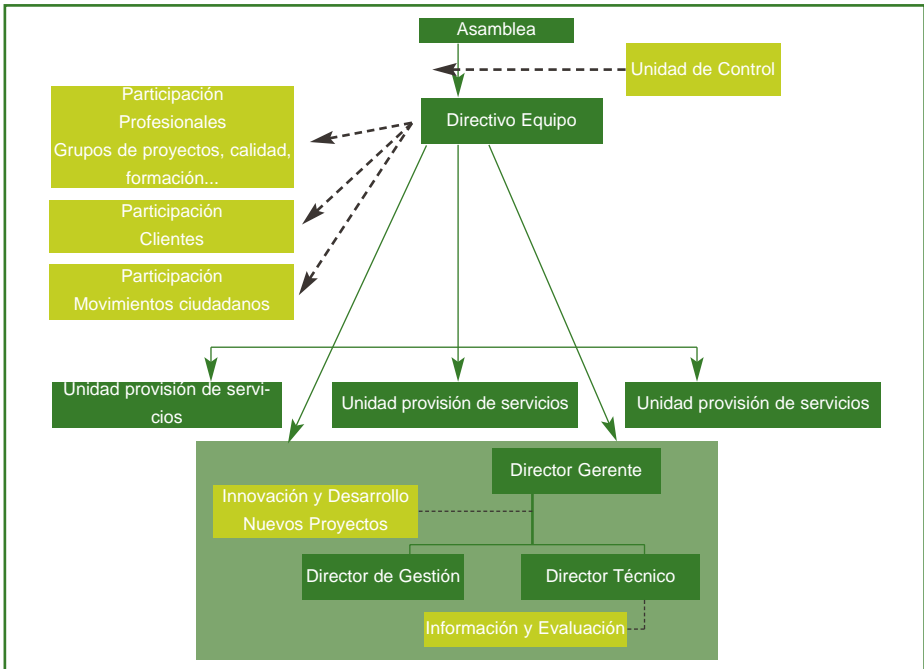 Asamblea
Unidad de Control
Participación
Profesionales
Grupos de proyectos, calidad,
formación...
Directivo Equipo
Participación
Clientes
Participación
Movimientos ciudadanos
Unidad provisión de servi-
cios
Unidad provisión de servicios
Unidad provisión de servicios
Director Gerente
Innovación y Desarrollo
Nuevos Proyectos
Director de Gestión
Director Técnico
Información y Evaluación